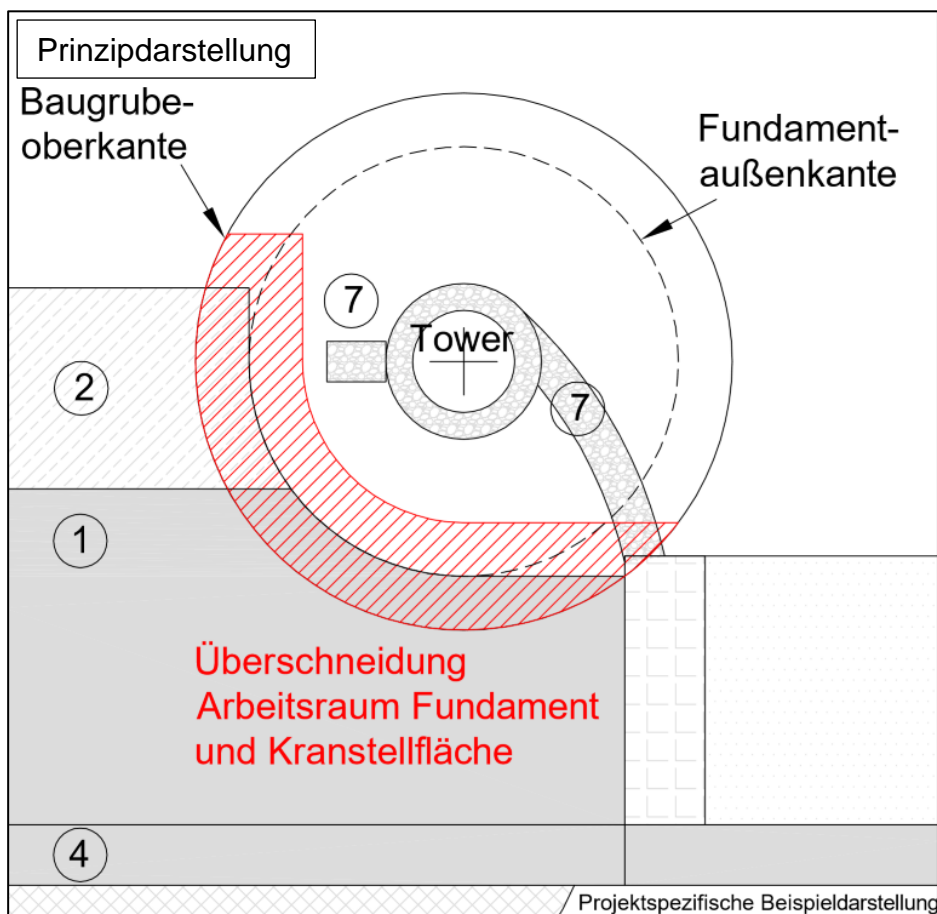 Prinzipdarstellung
Baugrube-
oberkante
Fundament-
außenkante
7
Tower
2
7
1
Überschneidung
Arbeitsraum Fundament
und Kranstellfläche
4
Projektspezifische Beispieldarstellung